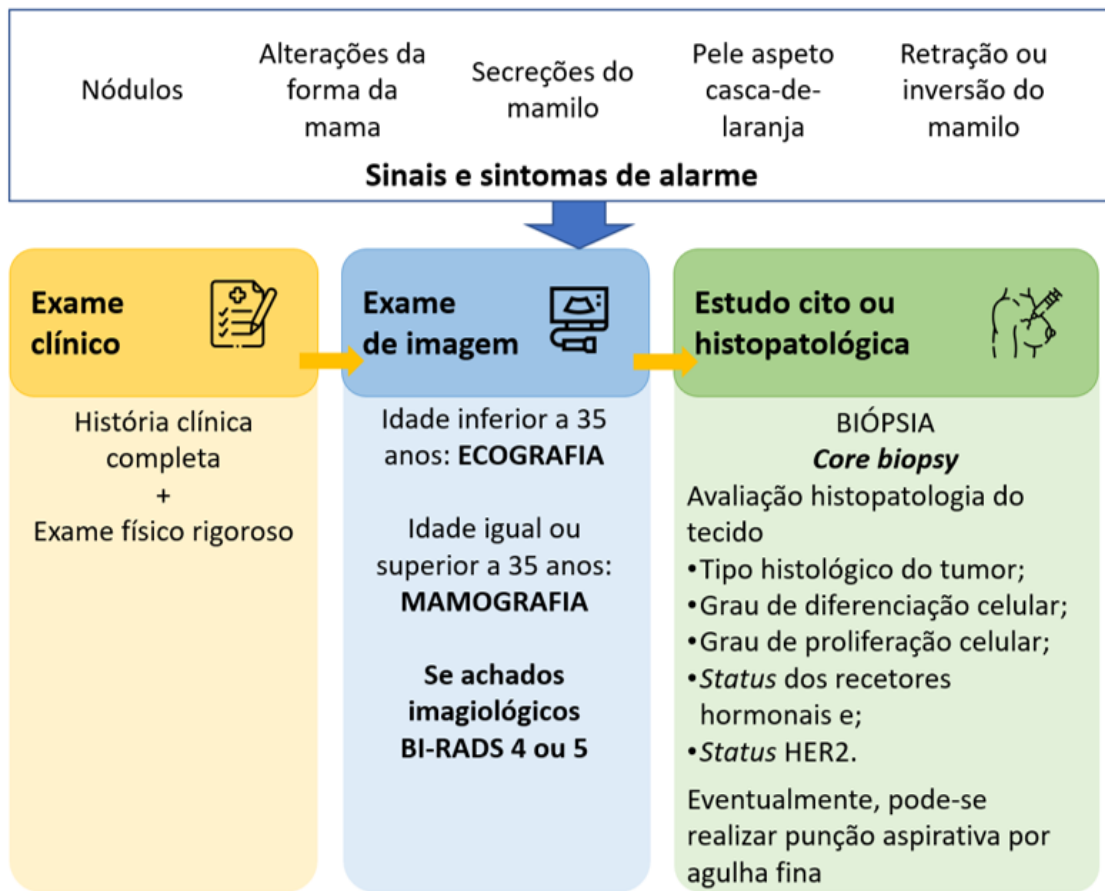 Nódulos
Alterações da
forma da
mama
Secreções do
mamilo
Pele aspeto
casca-de-
laranja
Retração ou
inversão do
mamilo
Sinais e sintomas de alarme
Exame
clínico
História clínica
completa
+
Exame físico rigoroso
Exame
de imagem
Idade inferior a 35
anos: ECOGRAFIA
Idade igual ou
superior a 35 anos:
MAMOGRAFIA
Se achados
imagiológicos
BI-RADS 4 ou 5
Estudo cito ou
histopatológica
BIÓPSIA
Core biopsy
Avaliação histopatologia do
tecido
•Tipo histológico do tumor;
•Grau de diferenciação celular;
•Grau de proliferação celular;
•Status dos recetores
hormonais e;
•Status HER2.
Eventualmente, pode-se
realizar punção aspirativa por
agulha fina